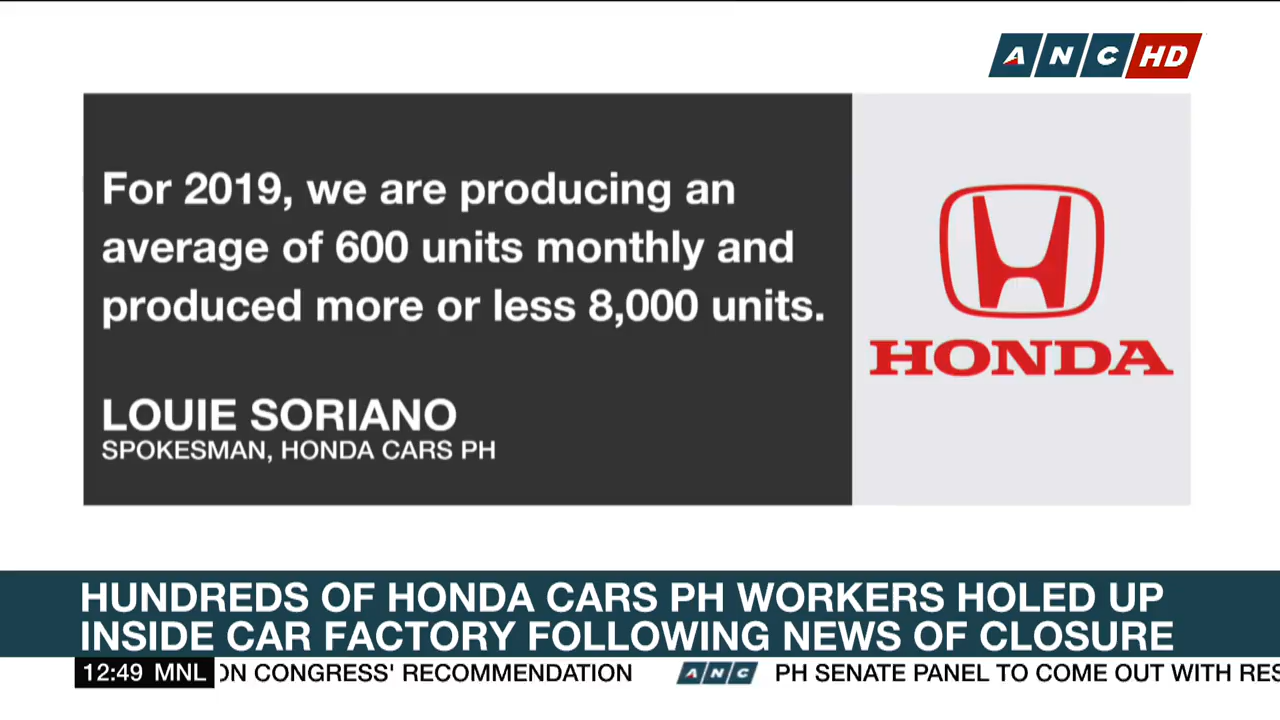 ANC HD
For 2019, we are producing an
average of 600 units monthly and
produced more or less 8,000 units.
HONDA
LOUIE SORIANO
SPOKESMAN, HONDA CARS PH
HUNDREDS OF HONDA CARS PH WORKERS HOLED UP
INSIDE CAR FACTORY FOLLOWING NEWS OF CLOSURE
12:49 MNL ON CONGRESS' RECOMMENDATION ANC PH SENATE PANEL TO COME OUT WITH RES